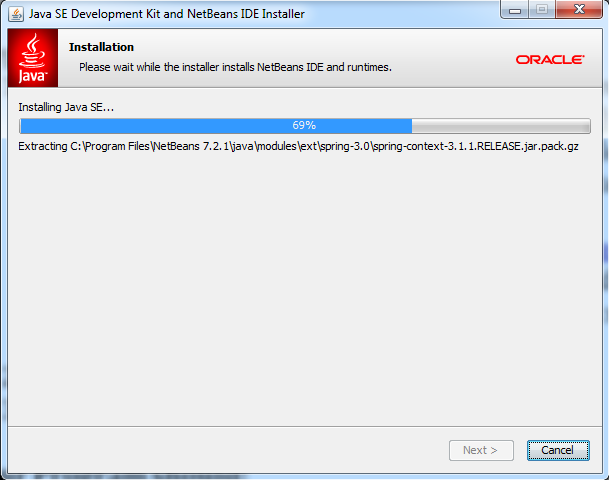 Java SE Development Kit and NetBeans IDE Installer
Installation
Please wait while the installer installs NetBeans IDE and runtimes.
Java
ORACLE
Installing Java SE...
69%
Extracting C:\Program Files\NetBeans 7.2.1\java\modules\ext\spring-3.0\spring-context-3.1.1.RELEASE.jar.pack.gz
Next >
Cancel